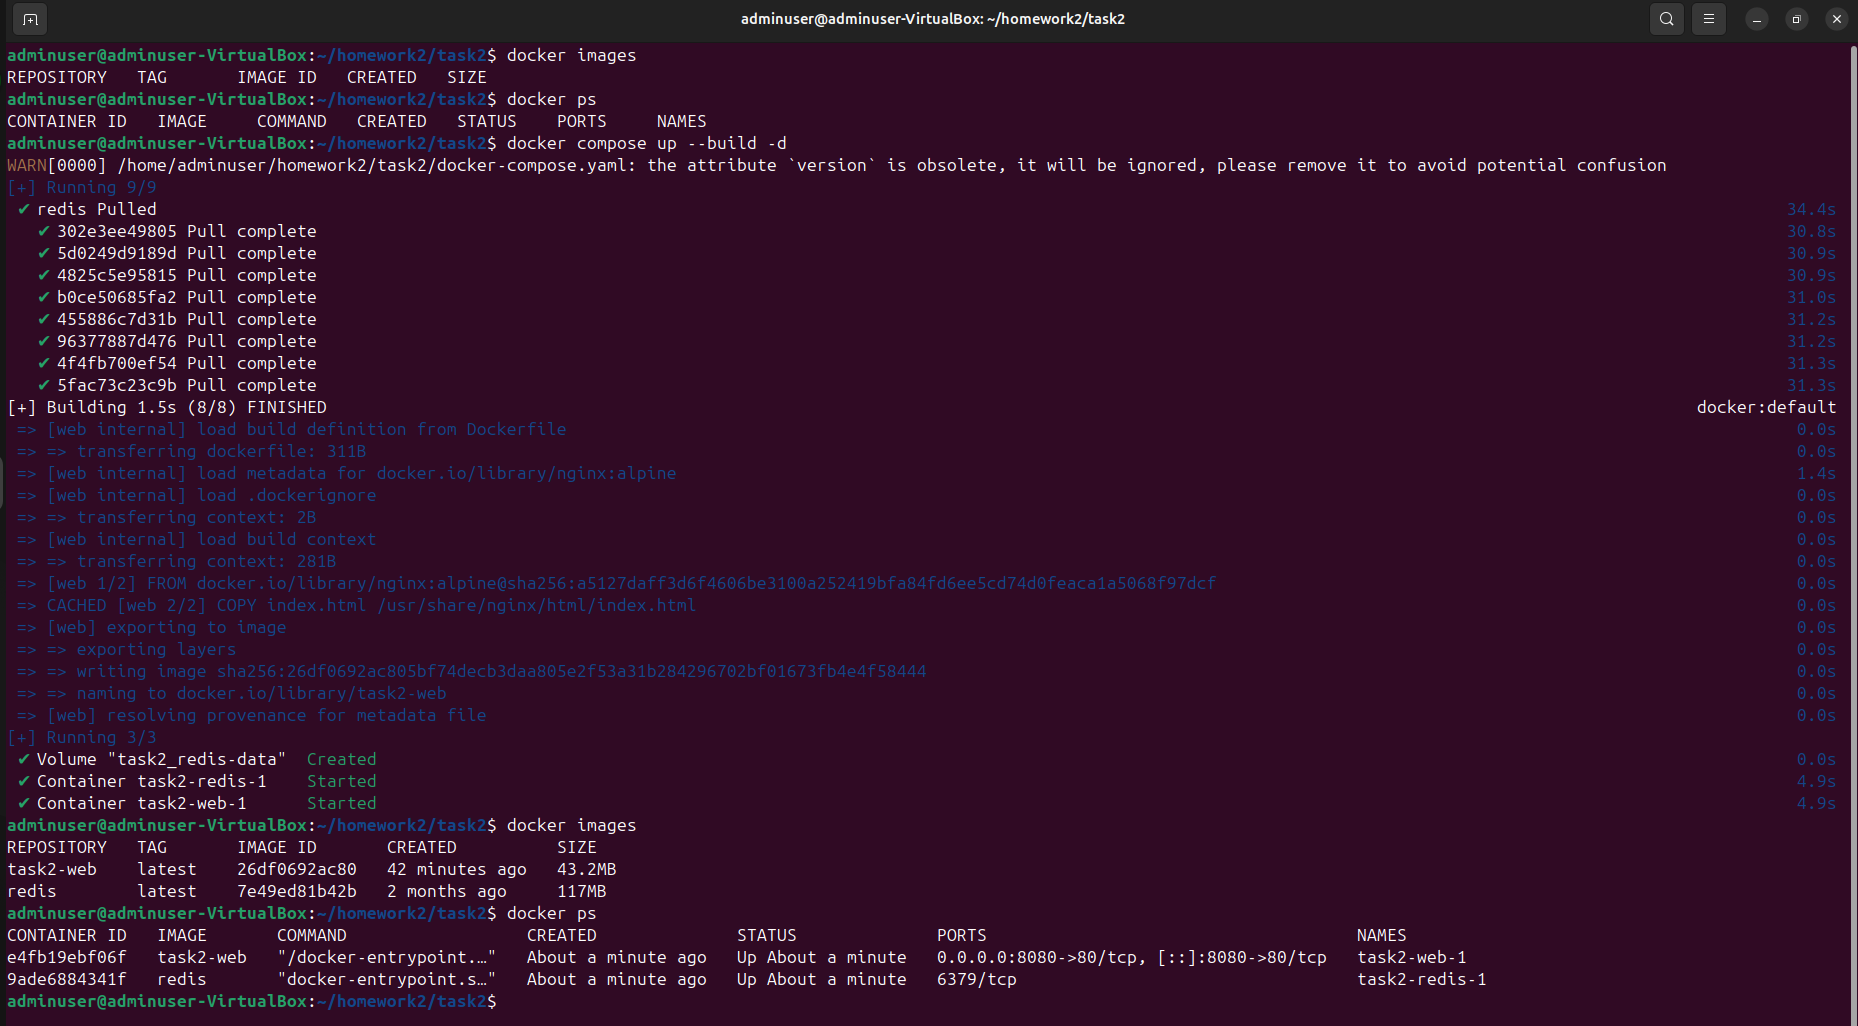 adminuser@adminuser-VirtualBox: ~/homework2/task2
adminuser@adminuser-VirtualBox:~/homework2/task2$ docker images
REPOSITORY   TAG       IMAGE ID   CREATED   SIZE
adminuser@adminuser-VirtualBox:~/homework2/task2$ docker ps
CONTAINER ID   IMAGE     COMMAND   CREATED   STATUS    PORTS     NAMES
adminuser@adminuser-VirtualBox:~/homework2/task2$ docker compose up --build -d
WARN[0000] /home/adminuser/homework2/task2/docker-compose.yaml: the attribute `version` is obsolete, it will be ignored, please remove it to avoid potential confusion
[+] Running 9/9
✔ redis Pulled 34.4s
✔ 302e3ee49805 Pull complete 30.8s
✔ 5d0249d9189d Pull complete 30.9s
✔ 4825c5e95815 Pull complete 30.9s
✔ b0ce50685fa2 Pull complete 31.0s
✔ 455886c7d31b Pull complete 31.2s
✔ 96377887d476 Pull complete 31.2s
✔ 4f4fb700ef54 Pull complete 31.3s
✔ 5fac73c23c9b Pull complete 31.3s
[+] Building 1.5s (8/8) FINISHED docker:default
=> [web internal] load build definition from Dockerfile 0.0s
=> => transferring dockerfile: 311B 0.0s
=> [web internal] load metadata for docker.io/library/nginx:alpine 1.4s
=> [web internal] load .dockerignore 0.0s
=> => transferring context: 2B 0.0s
=> [web internal] load build context 0.0s
=> => transferring context: 281B 0.0s
=> [web 1/2] FROM docker.io/library/nginx:alpine@sha256:a5127daff3d6f4606be3100a252419bfa84fd6ee5cd74d0feaca1a5068f97dcf 0.0s
=> CACHED [web 2/2] COPY index.html /usr/share/nginx/html/index.html 0.0s
=> [web] exporting to image 0.0s
=> => exporting layers 0.0s
=> => writing image sha256:26df0692ac805bf74decb3daa805e2f53a31b284296702bf01673fb4e4f58444 0.0s
=> => naming to docker.io/library/task2-web 0.0s
=> [web] resolving provenance for metadata file 0.0s
[+] Running 3/3
✔ Volume "task2_redis-data"  Created 0.0s
✔ Container task2-redis-1    Started 4.9s
✔ Container task2-web-1      Started 4.9s
adminuser@adminuser-VirtualBox:~/homework2/task2$ docker images
REPOSITORY   TAG       IMAGE ID       CREATED          SIZE
task2-web    latest    26df0692ac80   42 minutes ago   43.2MB
redis        latest    7e49ed81b42b   2 months ago     117MB
adminuser@adminuser-VirtualBox:~/homework2/task2$ docker ps
CONTAINER ID   IMAGE       COMMAND                  CREATED              STATUS              PORTS                                     NAMES
e4fb19ebf06f   task2-web   "/docker-entrypoint.…"   About a minute ago   Up About a minute   0.0.0.0:8080->80/tcp, [::]:8080->80/tcp   task2-web-1
9ade6884341f   redis       "docker-entrypoint.s…"   About a minute ago   Up About a minute   6379/tcp                                  task2-redis-1
adminuser@adminuser-VirtualBox:~/homework2/task2$